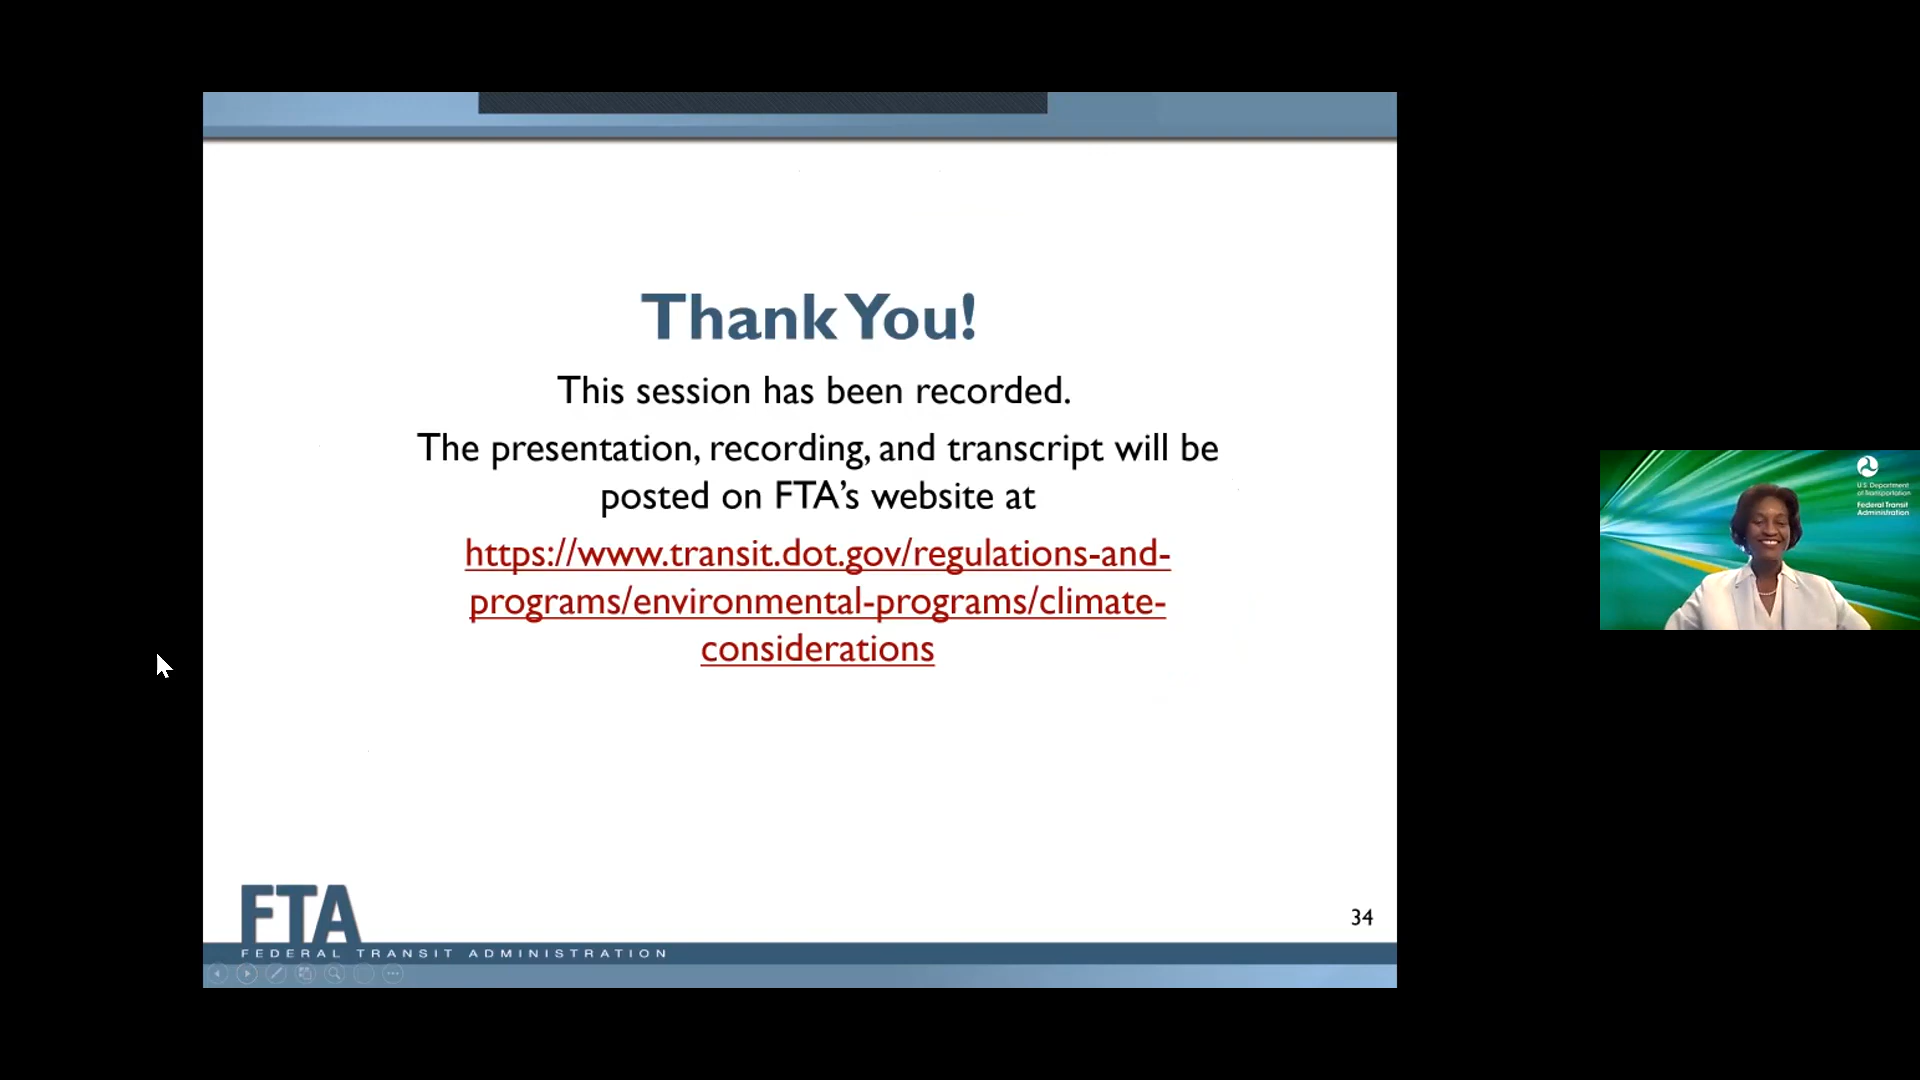 Thank You!
This session has been recorded.
The presentation, recording, and transcript will be
posted on FTA's website at
https://www.transit.dot.gov/regulations-and-
programs/environmental-programs/climate-
considerations
FTA
FEDERAL TRANSIT ADMINISTRATION
34
U.S. Department
of Transportation
Federal Transit
Administration